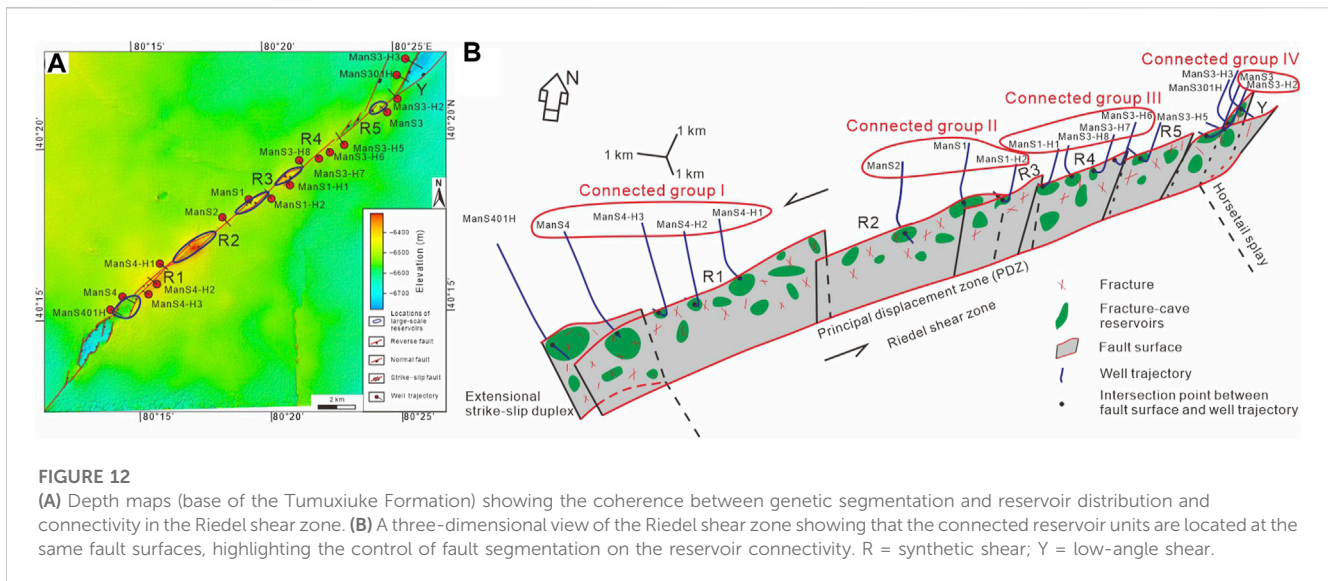 A
80°15′
80°20′
80°25′E
ManS3-H3
ManS301H
Y
ManS3-H2
ManS3
R5
R4
ManS3-H8
ManS3-H5
ManS3-H6
ManS3-H7
R3
ManS1
ManS1-H1
ManS1-H2
ManS2
R2
ManS4-H1
R1
ManS4
ManS4-H2
ManS4-H3
ManS401H
40°20′
40°15′
40°20′N
40°15′
N
−6400
−6500
−6600
−6700
Elevation (m)
Locations of
large-scale
reservoirs
Reverse fault
Normal fault
Strike-slip fault
Well trajectory
2 km
80°15′
80°20′
80°25′
B
N
1 km
1 km
1 km
Connected group I
Connected group II
Connected group III
Connected group IV
ManS401H
ManS4
ManS4-H3
ManS4-H2
ManS4-H1
ManS2
ManS1
ManS1-H2
ManS1-H1
ManS3-H8
ManS3-H7
ManS3-H6
ManS3-H5
ManS301H
ManS3-H3
ManS3
ManS3-H2
R1
R2
R3
R4
R5
Y
Extensional
strike-slip duplex
Principal displacement zone (PDZ)
Riedel shear zone
Horsetail splay
Fracture
Fracture-cave
reservoirs
Fault surface
Well trajectory
Intersection point between
fault surface and well trajectory
FIGURE 12
(A) Depth maps (base of the Tumuxiuke Formation) showing the coherence between genetic segmentation and reservoir distribution and
connectivity in the Riedel shear zone. (B) A three-dimensional view of the Riedel shear zone showing that the connected reservoir units are located at the
same fault surfaces, highlighting the control of fault segmentation on the reservoir connectivity. R = synthetic shear; Y = low-angle shear.